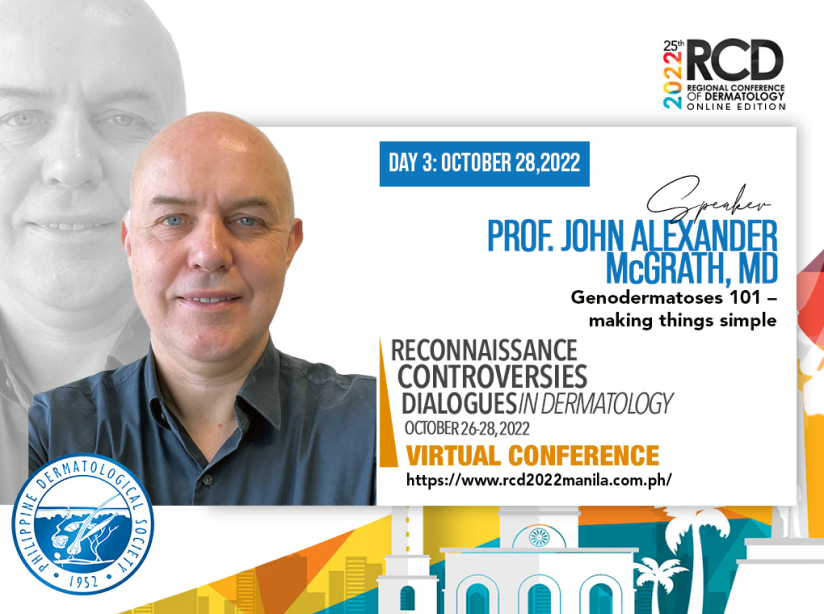 25th
2022
RCD
REGIONAL CONFERENCE
OF DERMATOLOGY
ONLINE EDITION
DAY 3: OCTOBER 28,2022
Speaker
PROF. JOHN ALEXANDER
McGRATH, MD
Genodermatoses 101 –
making things simple
RECONNAISSANCE
CONTROVERSIES
DIALOGUES IN DERMATOLOGY
OCTOBER 26-28, 2022
VIRTUAL CONFERENCE
https://www.rcd2022manila.com.ph/
PHILIPPINE DERMATOLOGICAL SOCIETY
• 1952 •